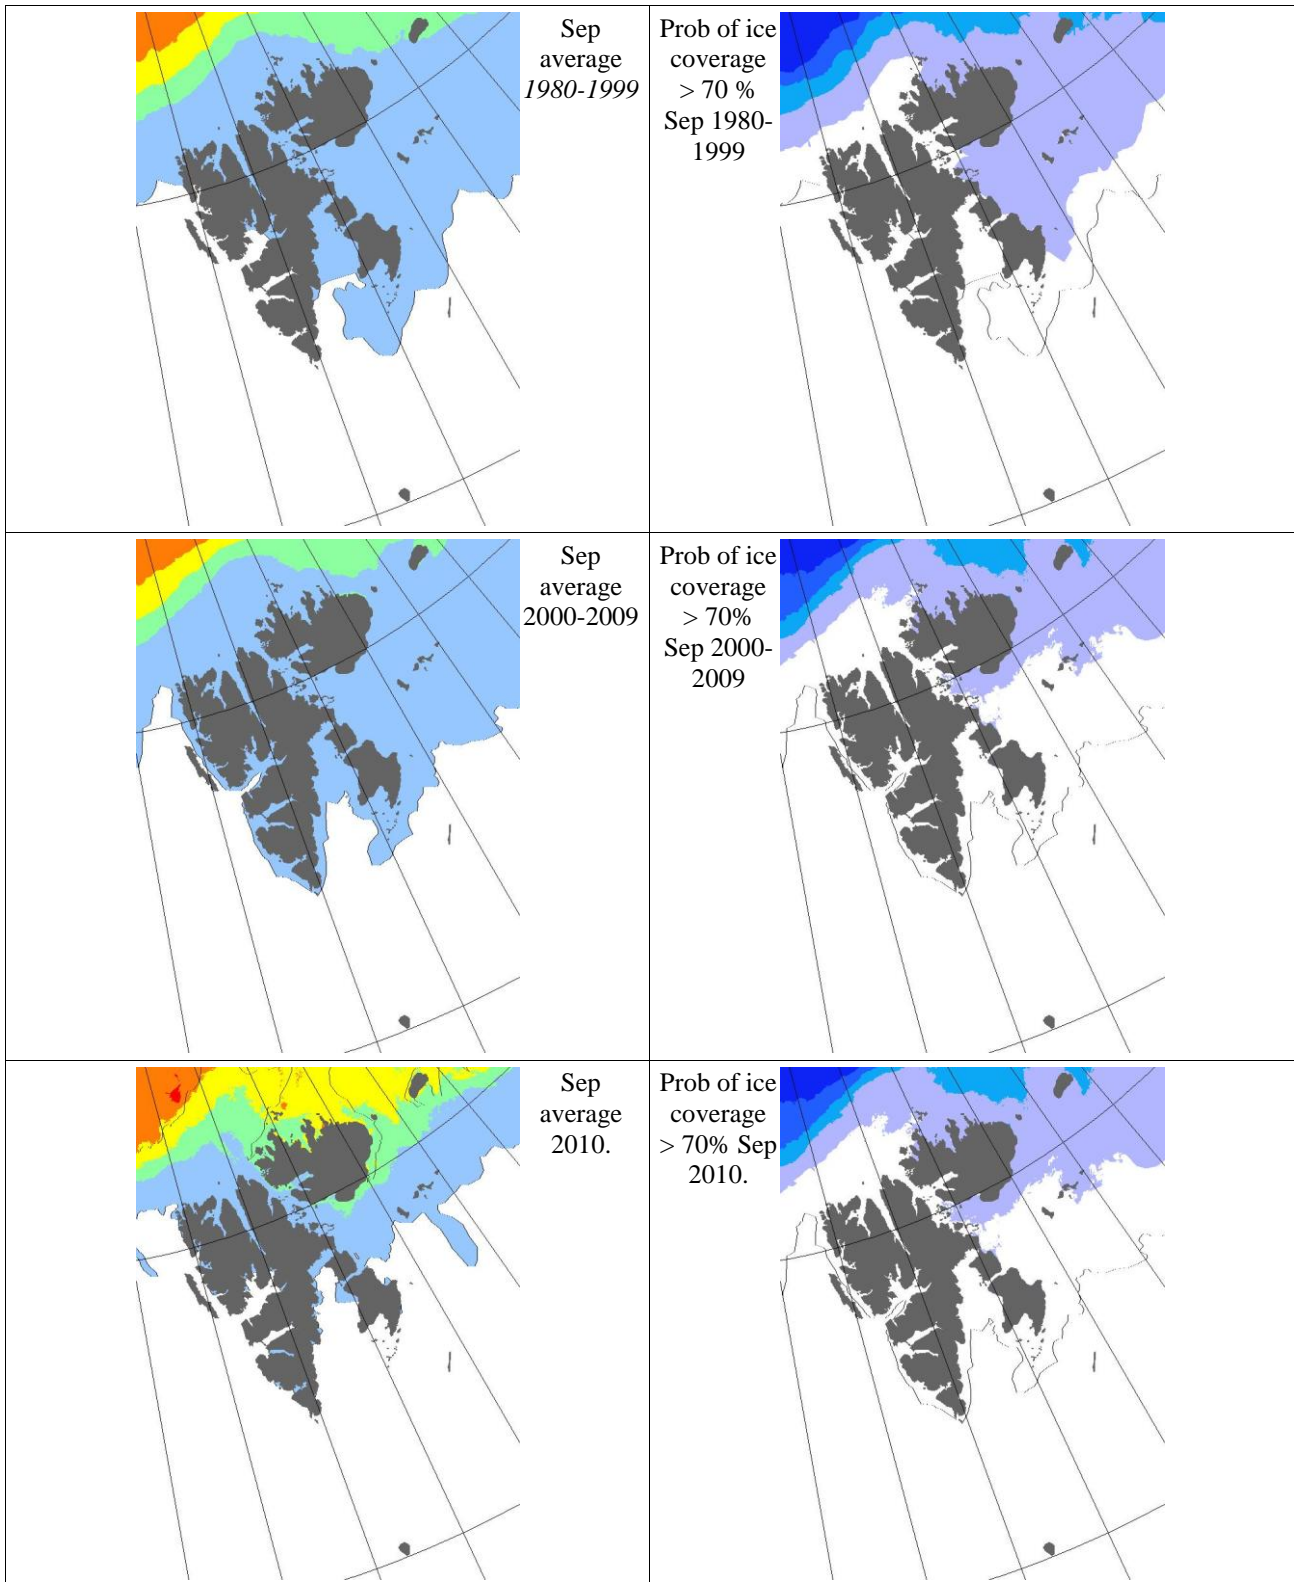 Sep
average
1980-1999
Prob of ice
coverage
> 70 %
Sep 1980-
1999
Sep
average
2000-2009
Prob of ice
coverage
> 70%
Sep 2000-
2009
Sep
average
2010.
Prob of ice
coverage
> 70% Sep
2010.